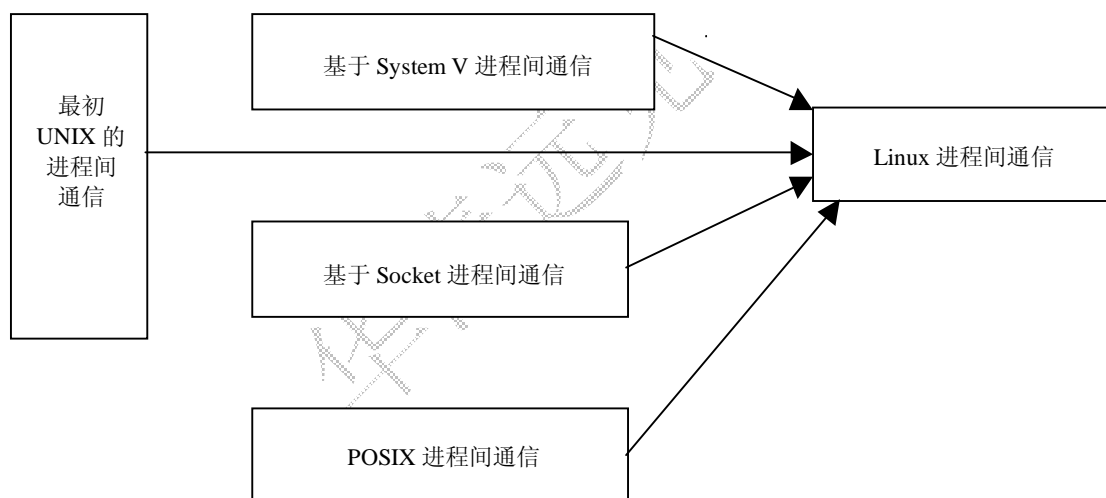 基于 System V 进程间通信
最初
UNIX 的
进程间
通信
Linux 进程间通信
基于 Socket 进程间通信
POSIX 进程间通信